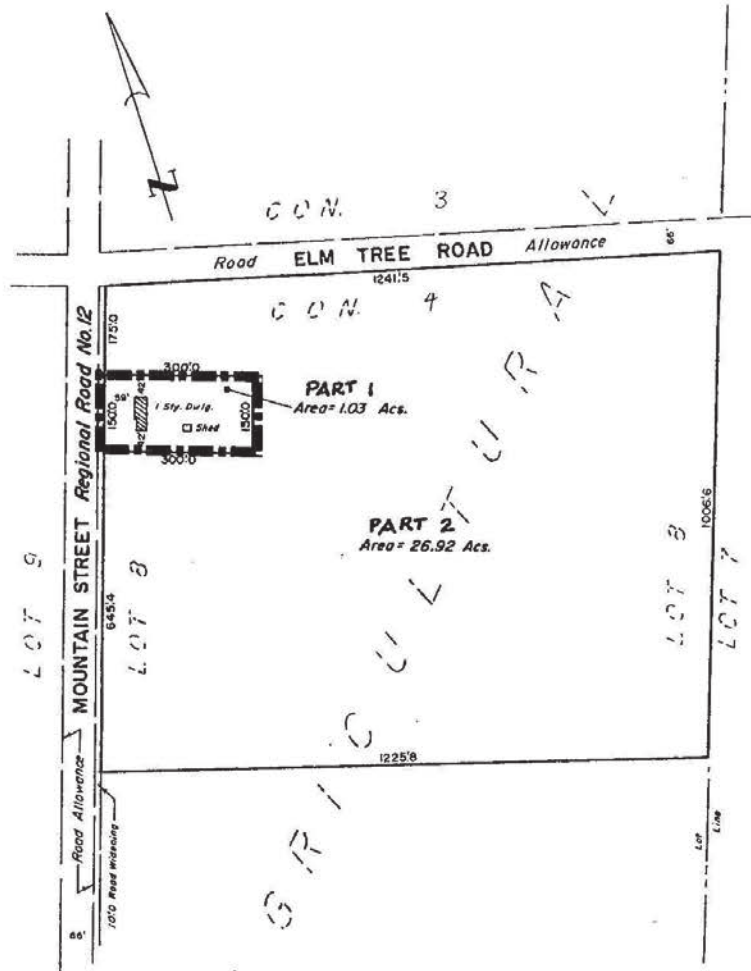 N
CON. 3
Road ELM TREE ROAD Allowance 66'
1241'.5
CON. 4
175'.0
MOUNTAIN STREET Regional Road No.12
300'.0
PART 1
Area = 1.03 Acs.
150'.0
59'
42'
1 Sty. Dwlg.
Shed
42'
150'.0
300'.0
PART 2
Area = 26.92 Acs.
1006'.6
LOT 9
LOT 8
645'.4
LOT 8
LOT 7
GRICULTURAL
1225'.8
Road Allowance
10'.0 Road Widening
Lot Line
66'